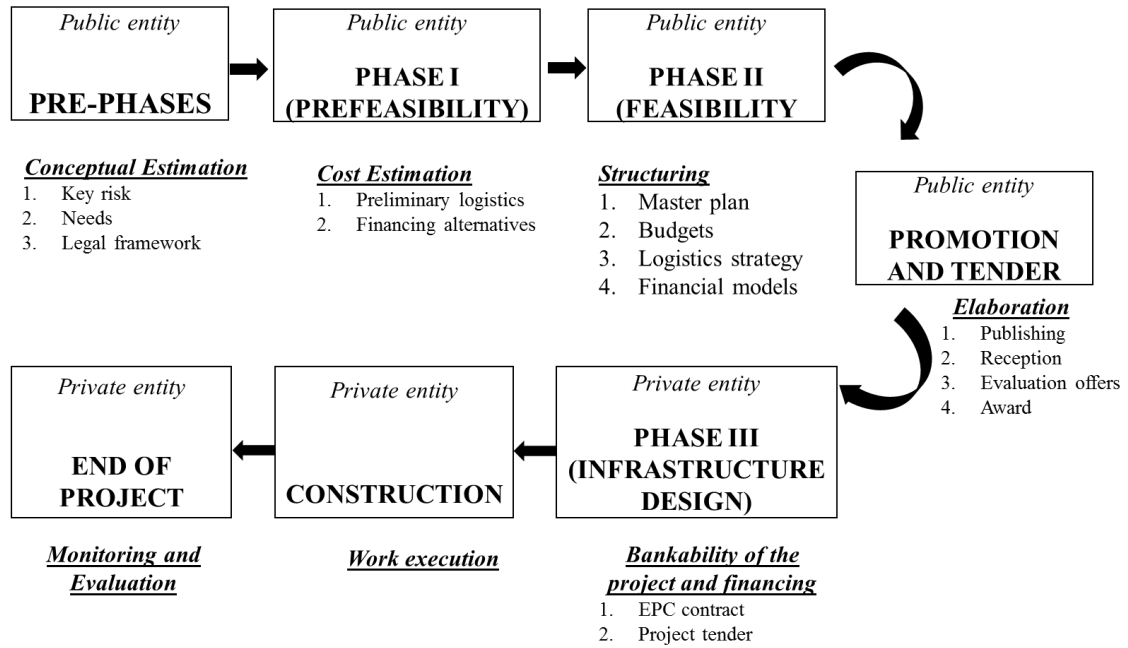 Public entity
PRE-PHASES
Conceptual Estimation
1. Key risk
2. Needs
3. Legal framework
Public entity
PHASE I
(PREFEASIBILITY)
Cost Estimation
1. Preliminary logistics
2. Financing alternatives
Public entity
PHASE II
(FEASIBILITY
Structuring
1. Master plan
2. Budgets
3. Logistics strategy
4. Financial models
Public entity
PROMOTION
AND TENDER
Elaboration
1. Publishing
2. Reception
3. Evaluation offers
4. Award
Private entity
PHASE III
(INFRASTRUCTURE
DESIGN)
Bankability of the
project and financing
1. EPC contract
2. Project tender
Private entity
CONSTRUCTION
Work execution
Private entity
END OF
PROJECT
Monitoring and
Evaluation